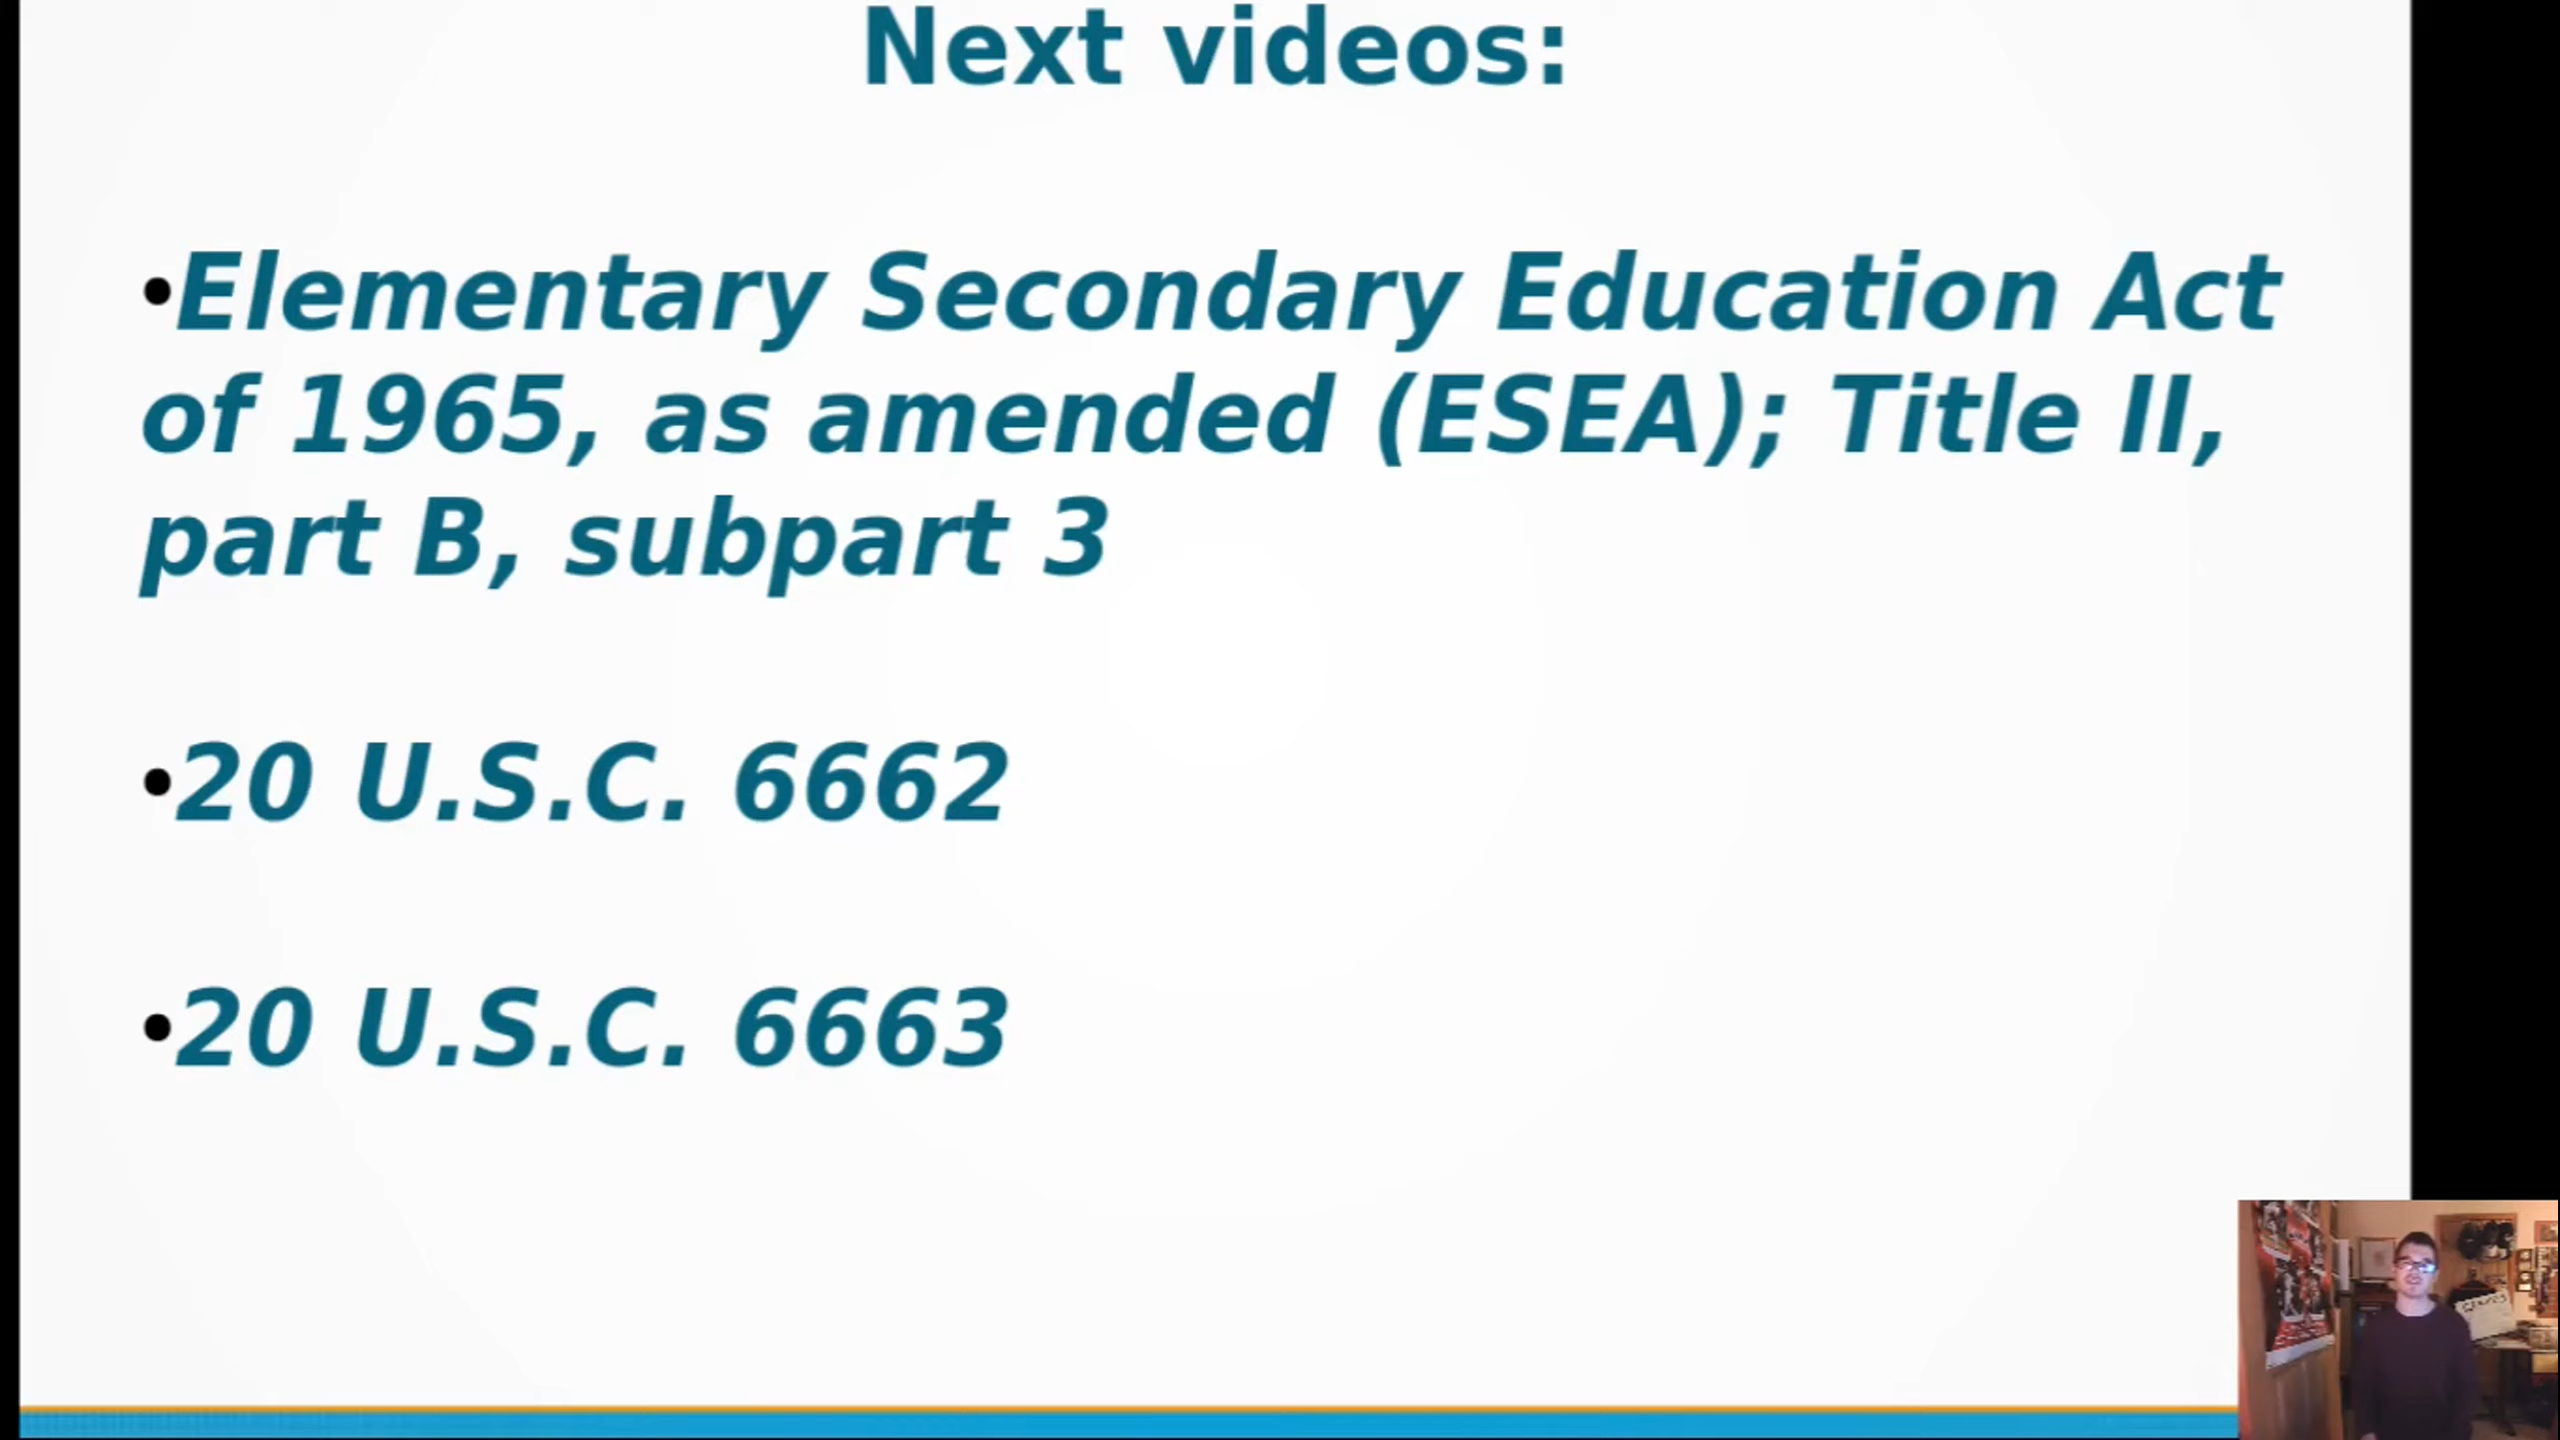 Next videos:
•Elementary Secondary Education Act
of 1965, as amended (ESEA); Title II,
part B, subpart 3
•20 U.S.C. 6662
•20 U.S.C. 6663